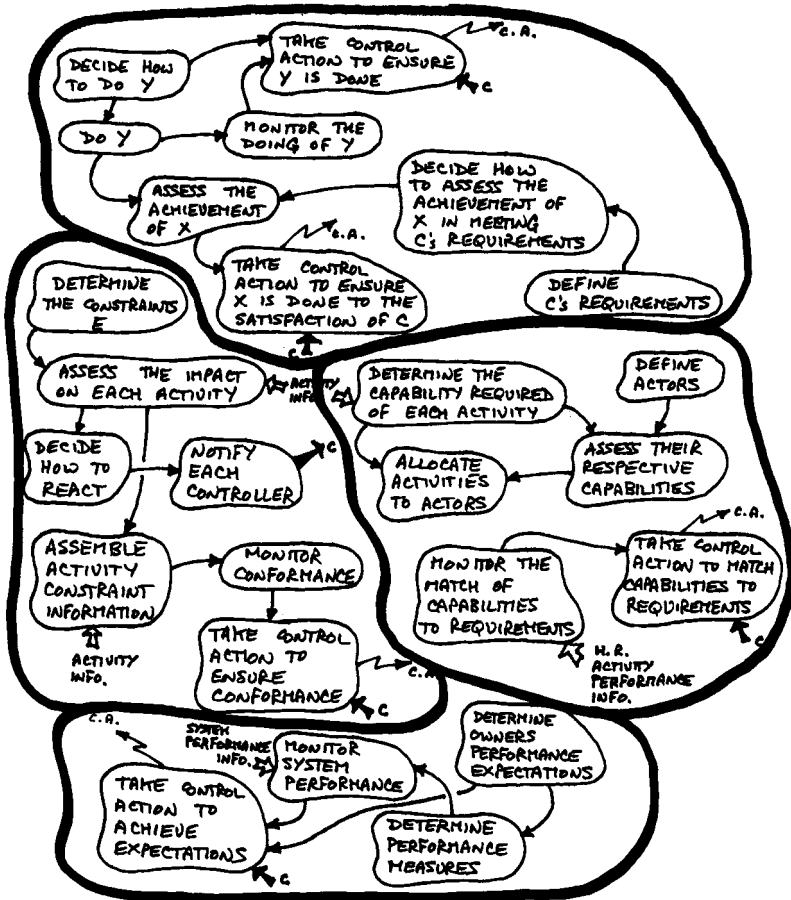 DECIDE HOW
TO DO Y
TAKE CONTROL
ACTION TO ENSURE
Y IS DONE
C.A.
C
DO Y
MONITOR THE
DOING OF Y
ASSESS THE
ACHIEVEMENT
OF X
DECIDE HOW
TO ASSESS THE
ACHIEVEMENT OF
X IN MEETING
C's REQUIREMENTS
C.A.
TAKE CONTROL
ACTION TO ENSURE
X IS DONE TO THE
SATISFACTION OF C
C
DEFINE
C's REQUIREMENTS
DETERMINE
THE CONSTRAINTS
E
ASSESS THE IMPACT
ON EACH ACTIVITY
ACTIVITY
INFO.
DECIDE
HOW TO
REACT
NOTIFY
EACH
CONTROLLER
C
ASSEMBLE
ACTIVITY
CONSTRAINT
INFORMATION
ACTIVITY
INFO.
MONITOR
CONFORMANCE
TAKE CONTROL
ACTION TO
ENSURE
CONFORMANCE
C.A.
C
DETERMINE THE
CAPABILITY REQUIRED
OF EACH ACTIVITY
DEFINE
ACTORS
ALLOCATE
ACTIVITIES
TO ACTORS
ASSESS THEIR
RESPECTIVE
CAPABILITIES
MONITOR THE
MATCH OF
CAPABILITIES
TO REQUIREMENTS
C.A.
TAKE CONTROL
ACTION TO MATCH
CAPABILITIES TO
REQUIREMENTS
C
H.R.
ACTIVITY
PERFORMANCE
INFO.
C.A.
SYSTEM
PERFORMANCE
INFO.
MONITOR
SYSTEM
PERFORMANCE
DETERMINE
OWNERS
PERFORMANCE
EXPECTATIONS
TAKE CONTROL
ACTION TO
ACHIEVE
EXPECTATIONS
C
DETERMINE
PERFORMANCE
MEASURES